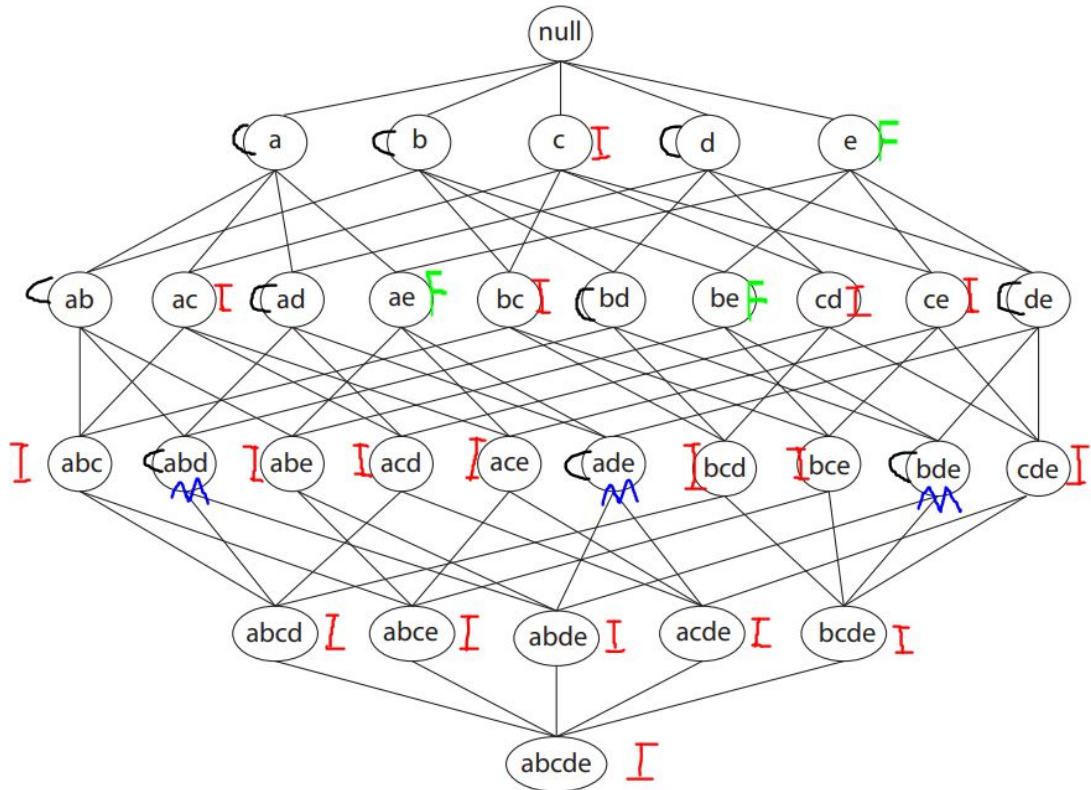 null
C a C b c I C d e F
C ab ac I C ad ae F bc I C bd be F cd I ce I C de
I abc C abd I abe I acd I ace C ade I bcd I bce C bde cde I
M M M
abcd I abce I abde I acde I bcde I
abcde I